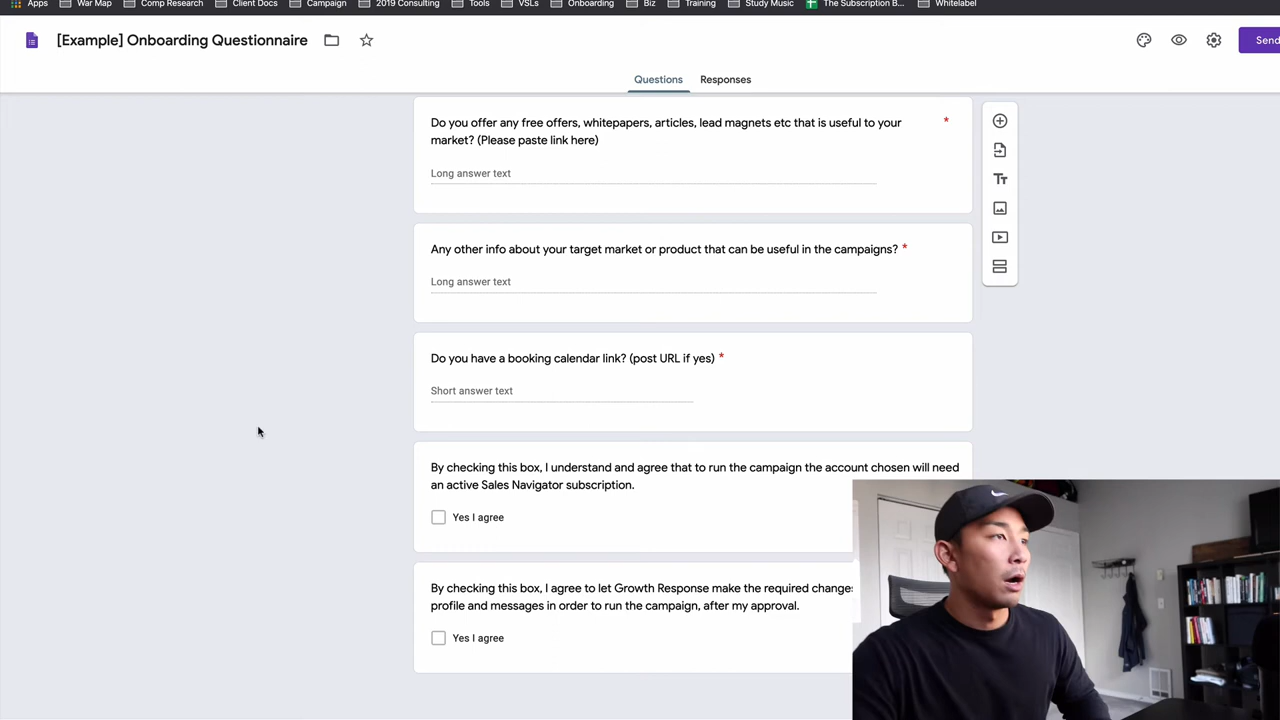 Apps War Map Comp Research Client Docs Campaign 2019 Consulting Tools VSLs Onboarding Biz Training Study Music The Subscription B... Whitelabel
[Example] Onboarding Questionnaire
Send
Questions Responses
Do you offer any free offers, whitepapers, articles, lead magnets etc that is useful to your *
market? (Please paste link here)
Long answer text
Any other info about your target market or product that can be useful in the campaigns? *
Long answer text
Do you have a booking calendar link? (post URL if yes) *
Short answer text
By checking this box, I understand and agree that to run the campaign the account chosen will need
an active Sales Navigator subscription.
Yes I agree
By checking this box, I agree to let Growth Response make the required changes
profile and messages in order to run the campaign, after my approval.
Yes I agree